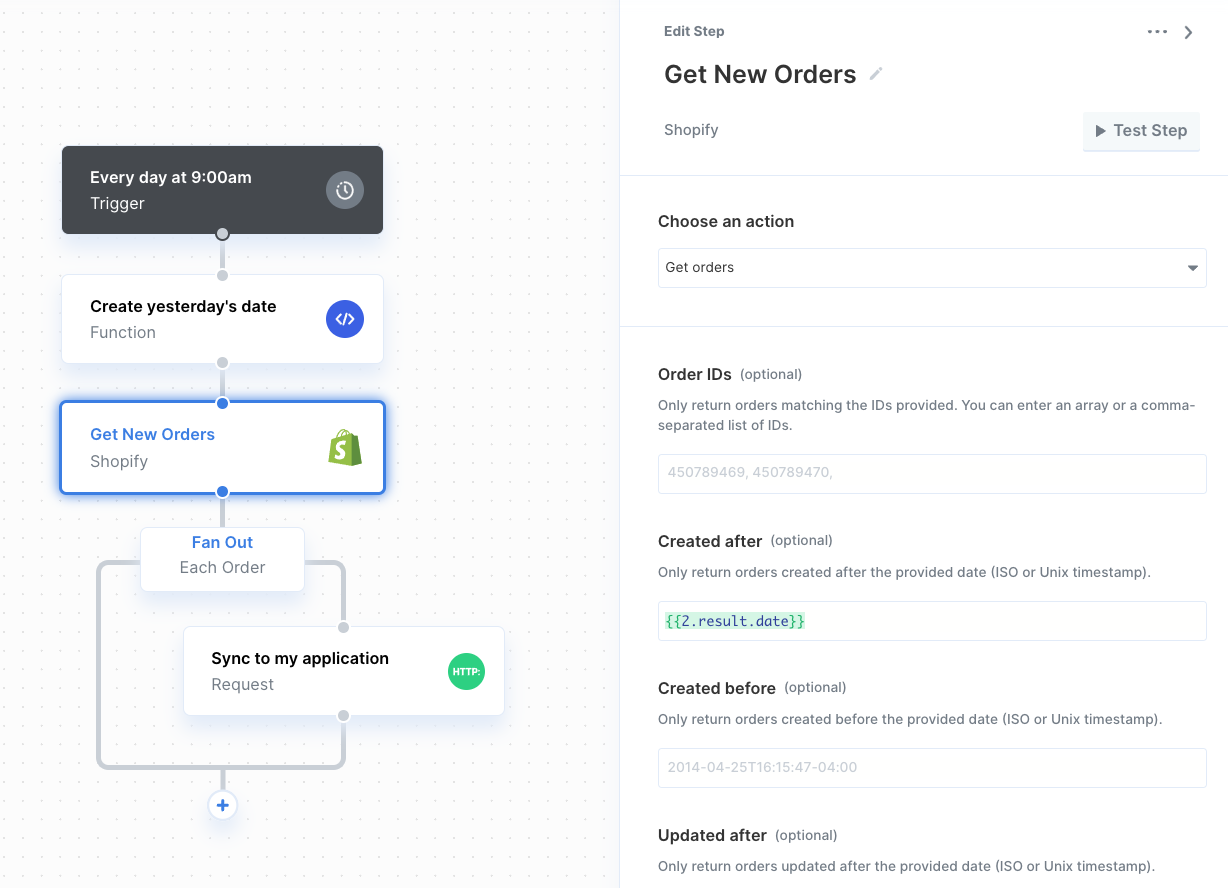 Every day at 9:00am
Trigger
Create yesterday's date
Function
</>
Get New Orders
Shopify
S
Fan Out
Each Order
Sync to my application
Request
HTTP:
+
Edit Step
Get New Orders
Shopify
Test Step
Choose an action
Get orders
Order IDs (optional)
Only return orders matching the IDs provided. You can enter an array or a comma-
separated list of IDs.
450789469, 450789470,
Created after (optional)
Only return orders created after the provided date (ISO or Unix timestamp).
{{2.result.date}}
Created before (optional)
Only return orders created before the provided date (ISO or Unix timestamp).
2014-04-25T16:15:47-04:00
Updated after (optional)
Only return orders updated after the provided date (ISO or Unix timestamp).